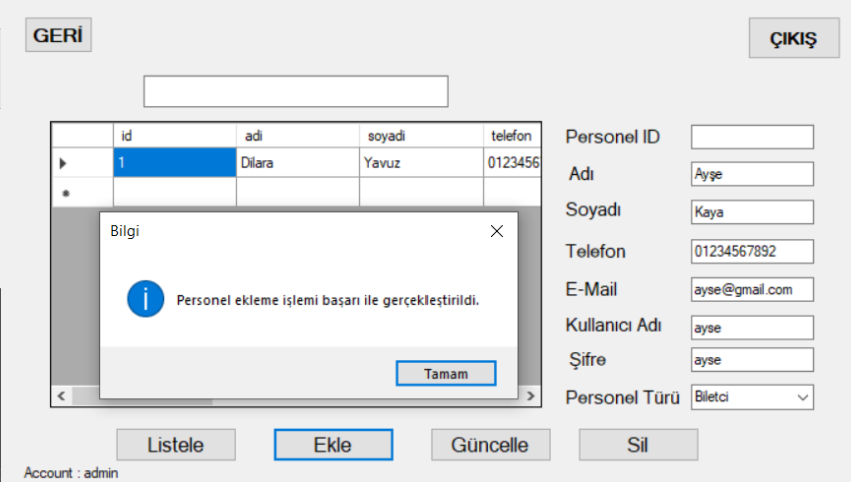 GERİ
ÇIKIŞ
id adi soyadi telefon
1 Dilara Yavuz 0123456
Personel ID
Adı Ayşe
Soyadı Kaya
Telefon 01234567892
E-Mail ayse@gmail.com
Kullanıcı Adı ayse
Şifre ayse
Personel Türü Biletci
Bilgi
Personel ekleme işlemi başarı ile gerçekleştirildi.
Tamam
Listele Ekle Güncelle Sil
Account : admin